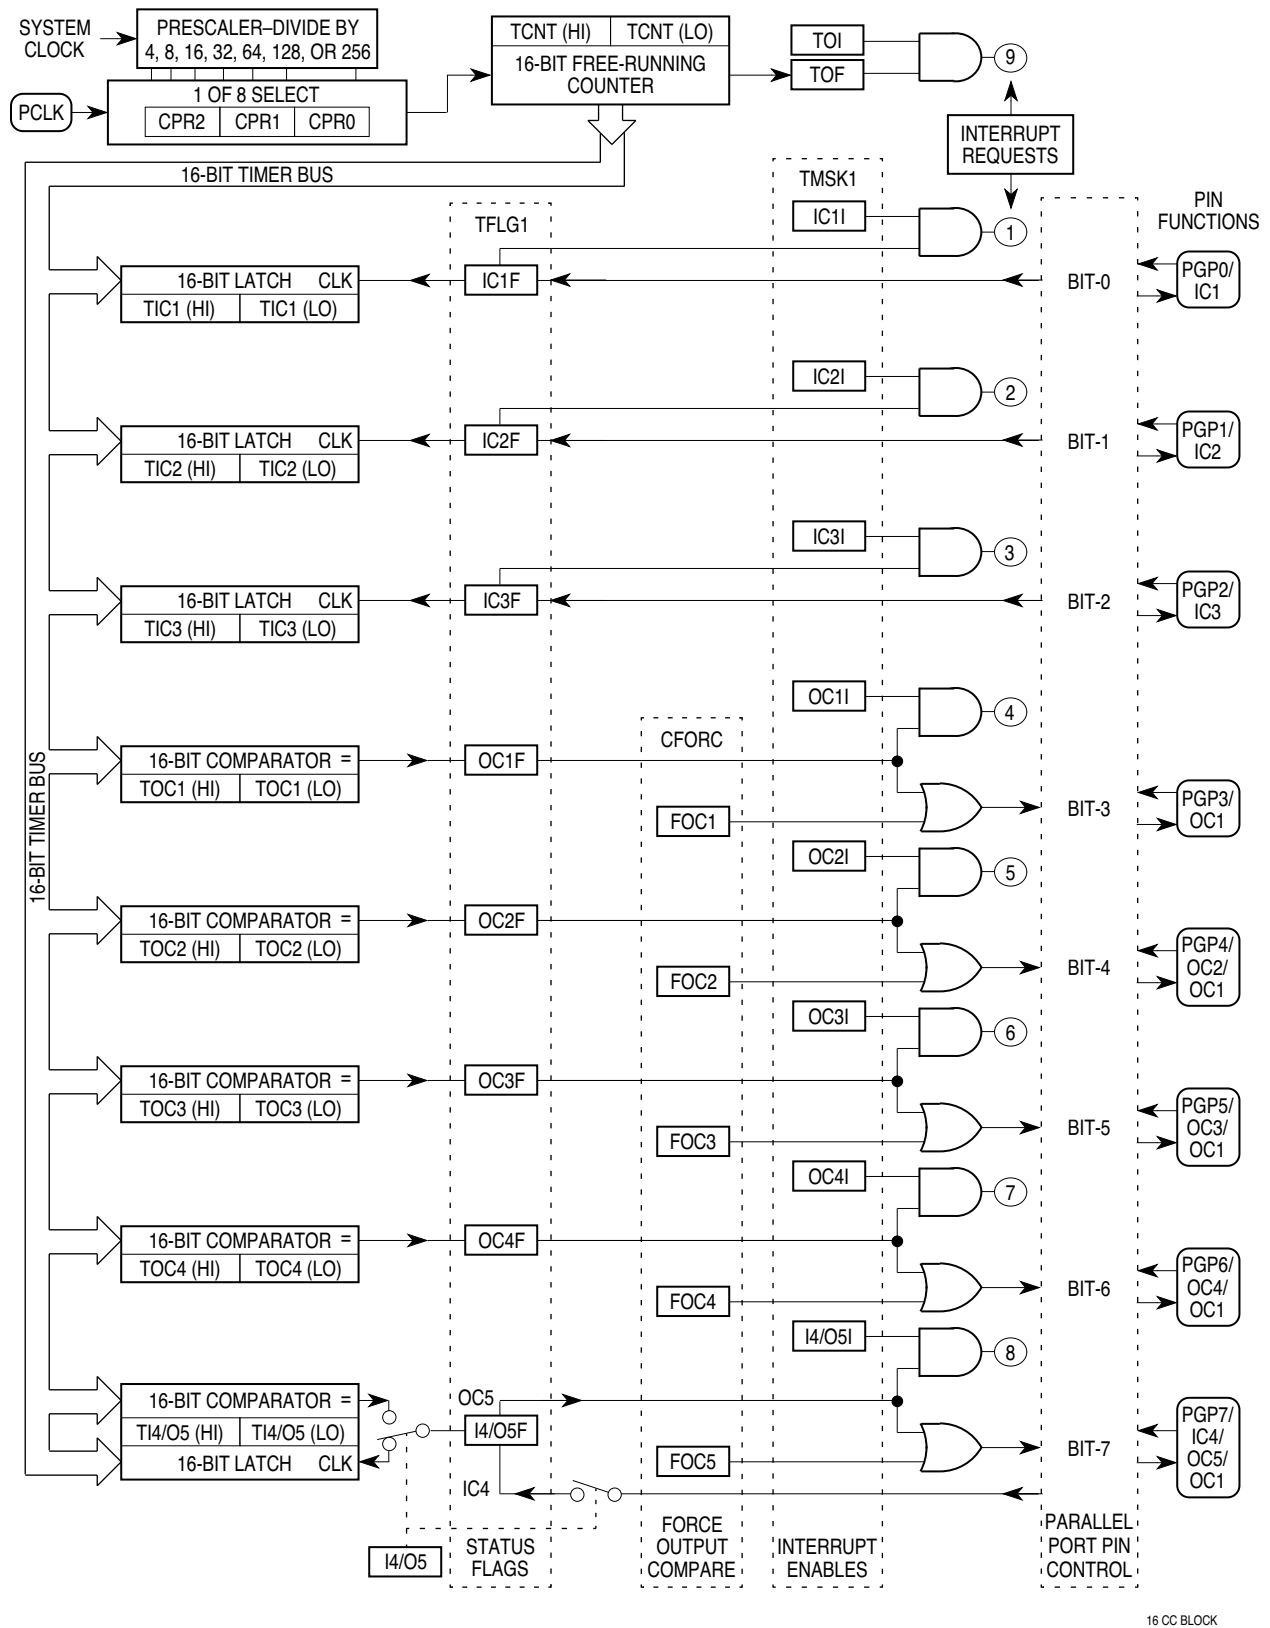 SYSTEM
CLOCK
PRESCALER–DIVIDE BY
4, 8, 16, 32, 64, 128, OR 256
PCLK
1 OF 8 SELECT
CPR2 CPR1 CPR0
TCNT (HI) TCNT (LO)
16-BIT FREE-RUNNING
COUNTER
TOI
TOF
9
INTERRUPT
REQUESTS
16-BIT TIMER BUS
TMSK1
TFLG1
PIN
FUNCTIONS
IC1I
1
16-BIT LATCH CLK
TIC1 (HI) TIC1 (LO)
IC1F
BIT-0
PGP0/
IC1
IC2I
2
16-BIT LATCH CLK
TIC2 (HI) TIC2 (LO)
IC2F
BIT-1
PGP1/
IC2
IC3I
3
16-BIT LATCH CLK
TIC3 (HI) TIC3 (LO)
IC3F
BIT-2
PGP2/
IC3
OC1I
4
CFORC
16-BIT TIMER BUS
16-BIT COMPARATOR =
TOC1 (HI) TOC1 (LO)
OC1F
FOC1
BIT-3
PGP3/
OC1
OC2I
5
16-BIT COMPARATOR =
TOC2 (HI) TOC2 (LO)
OC2F
FOC2
BIT-4
PGP4/
OC2/
OC1
OC3I
6
16-BIT COMPARATOR =
TOC3 (HI) TOC3 (LO)
OC3F
FOC3
BIT-5
PGP5/
OC3/
OC1
OC4I
7
16-BIT COMPARATOR =
TOC4 (HI) TOC4 (LO)
OC4F
FOC4
BIT-6
PGP6/
OC4/
OC1
I4/O5I
8
16-BIT COMPARATOR =
TI4/O5 (HI) TI4/O5 (LO)
16-BIT LATCH CLK
OC5
I4/O5F
IC4
FOC5
BIT-7
PGP7/
IC4/
OC5/
OC1
I4/O5
STATUS
FLAGS
FORCE
OUTPUT
COMPARE
INTERRUPT
ENABLES
PARALLEL
PORT PIN
CONTROL
16 CC BLOCK